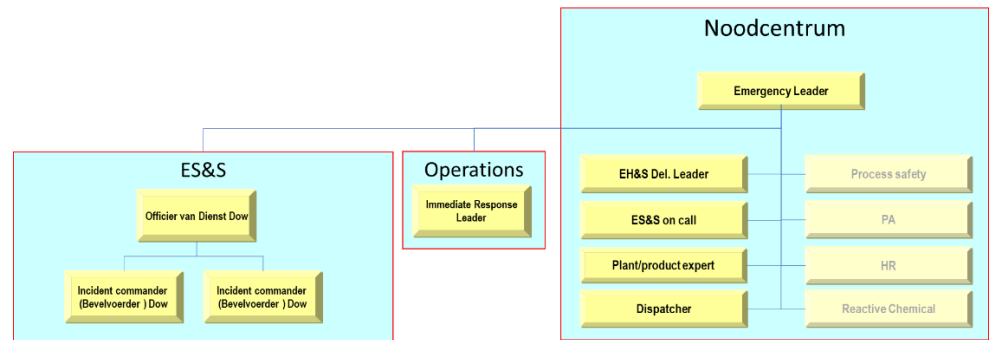 Noodcentrum
Emergency Leader
ES&S
Officier van Dienst Dow
Incident commander
(Bevelvoerder ) Dow
Incident commander
(Bevelvoerder ) Dow
Operations
Immediate Response
Leader
EH&S Del. Leader
Process safety
ES&S on call
PA
Plant/product expert
HR
Dispatcher
Reactive Chemical